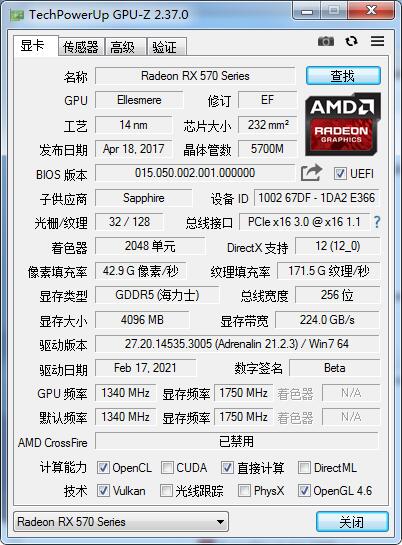 TechPowerUp GPU-Z 2.37.0
显卡 传感器 高级 验证
名称 Radeon RX 570 Series 查找
GPU Ellesmere 修订 EF
工艺 14 nm 芯片大小 232 mm²
发布日期 Apr 18, 2017 晶体管数 5700M
AMD RADEON GRAPHICS
BIOS 版本 015.050.002.001.000000 UEFI
子供应商 Sapphire 设备 ID 1002 67DF - 1DA2 E366
光栅/纹理 32 / 128 总线接口 PCIe x16 3.0 @ x16 1.1 ?
着色器 2048 单元 DirectX 支持 12 (12_0)
像素填充率 42.9 G 像素/秒 纹理填充率 171.5 G 纹理/秒
显存类型 GDDR5 (海力士) 总线宽度 256 位
显存大小 4096 MB 显存带宽 224.0 GB/s
驱动版本 27.20.14535.3005 (Adrenalin 21.2.3) / Win7 64
驱动日期 Feb 17, 2021 数字签名 Beta
GPU 频率 1340 MHz 显存频率 1750 MHz 着色器 N/A
默认频率 1340 MHz 显存频率 1750 MHz 着色器 N/A
AMD CrossFire 已禁用
计算能力 OpenCL CUDA 直接计算 DirectML
技术 Vulkan 光线跟踪 PhysX OpenGL 4.6
Radeon RX 570 Series 关闭